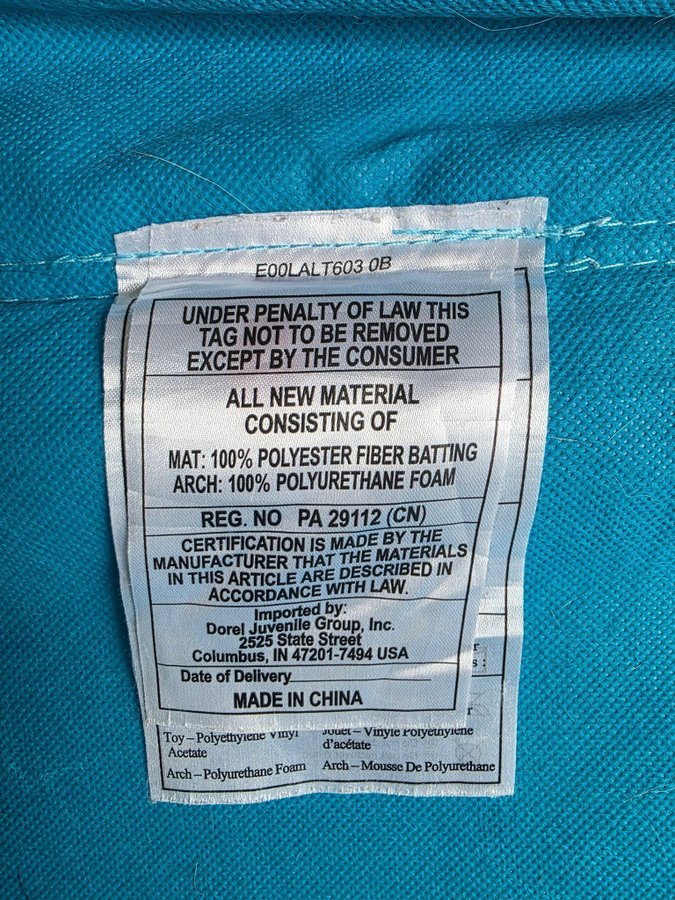 E00LALT603 0B
UNDER PENALTY OF LAW THIS
TAG NOT TO BE REMOVED
EXCEPT BY THE CONSUMER
ALL NEW MATERIAL
CONSISTING OF
MAT: 100% POLYESTER FIBER BATTING
ARCH: 100% POLYURETHANE FOAM
REG. NO PA 29112 (CN)
CERTIFICATION IS MADE BY THE
MANUFACTURER THAT THE MATERIALS
IN THIS ARTICLE ARE DESCRIBED IN
ACCORDANCE WITH LAW.
Imported by:
Dorel Juvenile Group, Inc.
2525 State Street
Columbus, IN 47201-7494 USA
Date of Delivery
MADE IN CHINA
Toy – Polyethylene Vinyl
Acetate
Arch – Polyurethane Foam
Jouet – Vinyle Polyéthylène
d'acétate
Arch – Mousse De Polyurethane